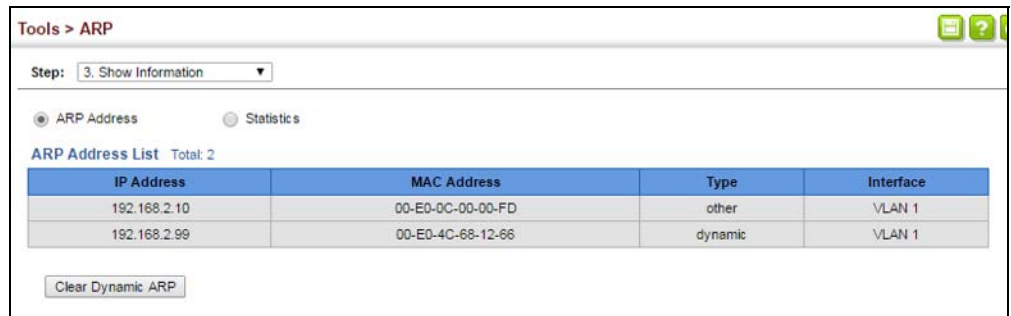 Tools > ARP
?
Step: 3. Show Information
ARP Address Statistics
ARP Address List Total: 2
IP Address MAC Address Type Interface
192.168.2.10 00-E0-0C-00-00-FD other VLAN 1
192.168.2.99 00-E0-4C-68-12-66 dynamic VLAN 1
Clear Dynamic ARP